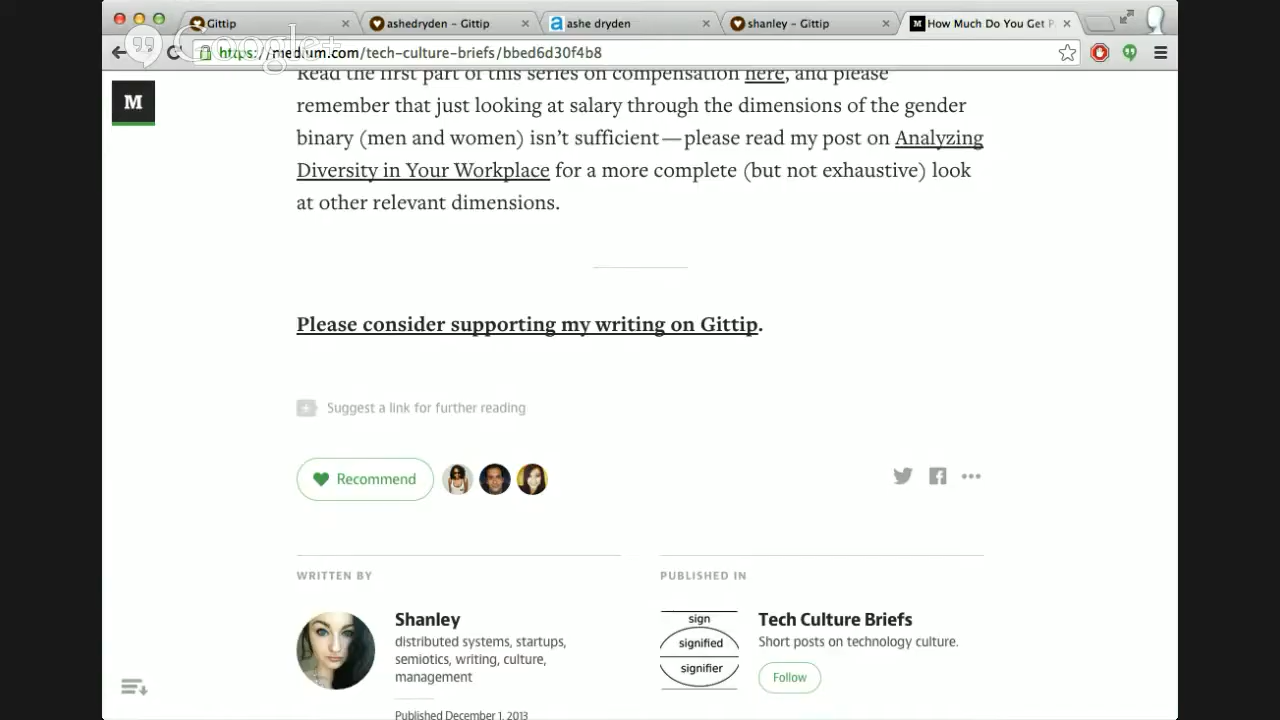 Gittip
ashedryden – Gittip
ashe dryden
shanley – Gittip
How Much Do You Get P
Google+
https://medium.com/tech-culture-briefs/bbed6d30f4b8
M
Read the first part of this series on compensation here, and please
remember that just looking at salary through the dimensions of the gender
binary (men and women) isn’t sufficient—please read my post on Analyzing
Diversity in Your Workplace for a more complete (but not exhaustive) look
at other relevant dimensions.
Please consider supporting my writing on Gittip.
Suggest a link for further reading
Recommend
WRITTEN BY
Shanley
distributed systems, startups,
semiotics, writing, culture,
management
Published December 1, 2013
PUBLISHED IN
sign
signified
signifier
Tech Culture Briefs
Short posts on technology culture.
Follow